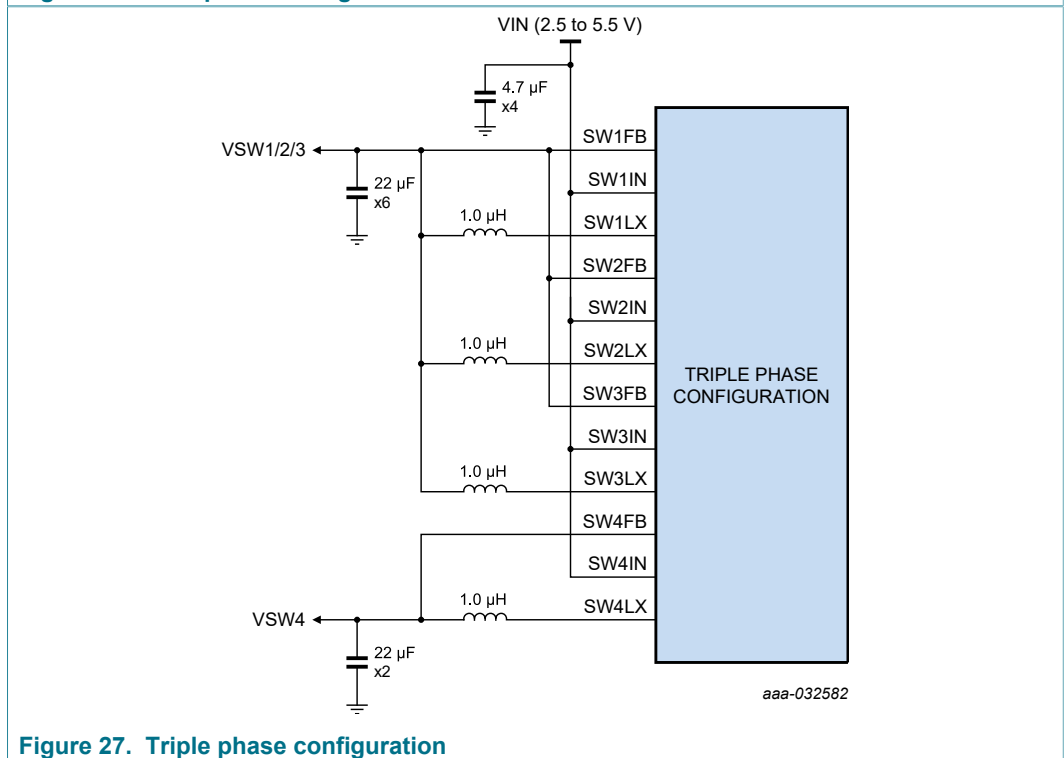 VIN (2.5 to 5.5 V)
4.7 µF
x4
VSW1/2/3
22 µF
x6
SW1FB
SW1IN
1.0 µH
SW1LX
SW2FB
SW2IN
1.0 µH
SW2LX
SW3FB
SW3IN
1.0 µH
SW3LX
SW4FB
SW4IN
1.0 µH
SW4LX
VSW4
22 µF
x2
TRIPLE PHASE
CONFIGURATION
aaa-032582
Figure 27. Triple phase configuration